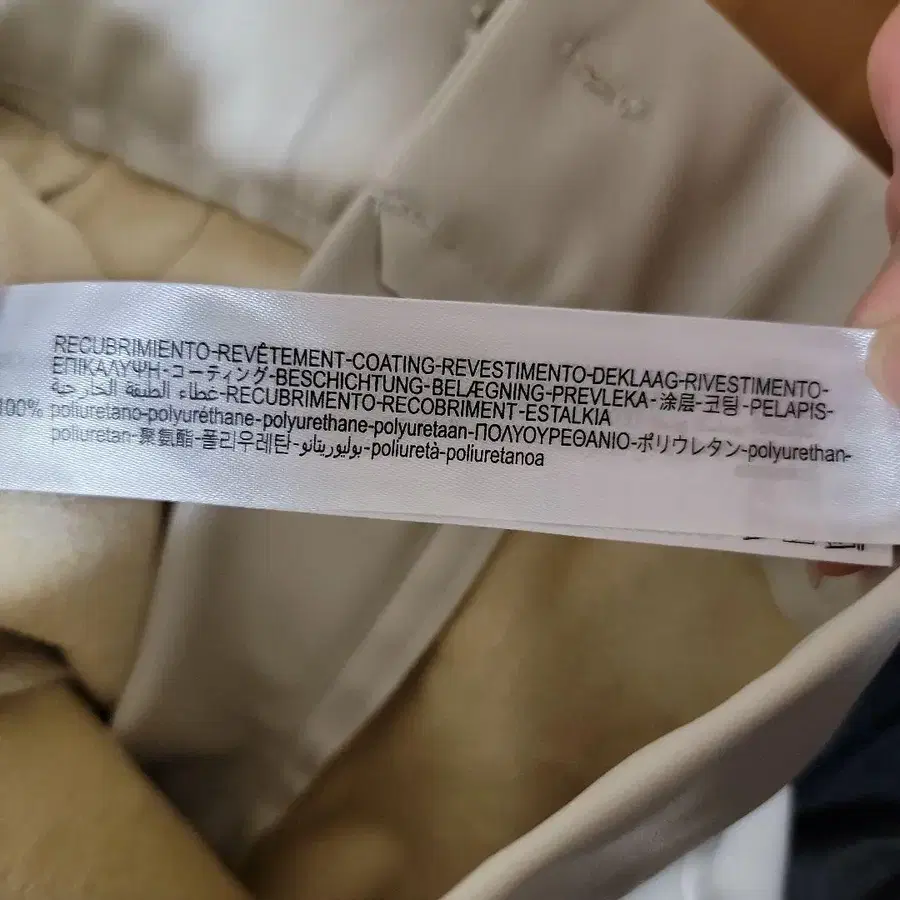 RECUBRIMIENTO-REVÊTEMENT-COATING-REVESTIMENTO-DEKLAAG-RIVESTIMENTO-
ΕΠΙΚΑΛΥΨΗ-コーティング-BESCHICHTUNG-BELÆGNING-PREVLEKA-涂层-코팅-PELAPIS-
غطاء الطبقة الخارجية-RECUBRIMENTO-RECOBRIMENT-ESTALKIA
100% poliuretano-polyuréthane-polyurethane-polyuretaan-ΠΟΛΥΟΥΡΕΘΑΝΙΟ-ポリウレタン-polyurethan-
poliuretan-聚氨酯-폴리우레탄-بوليوريتانو-poliuretà-poliuretanoa